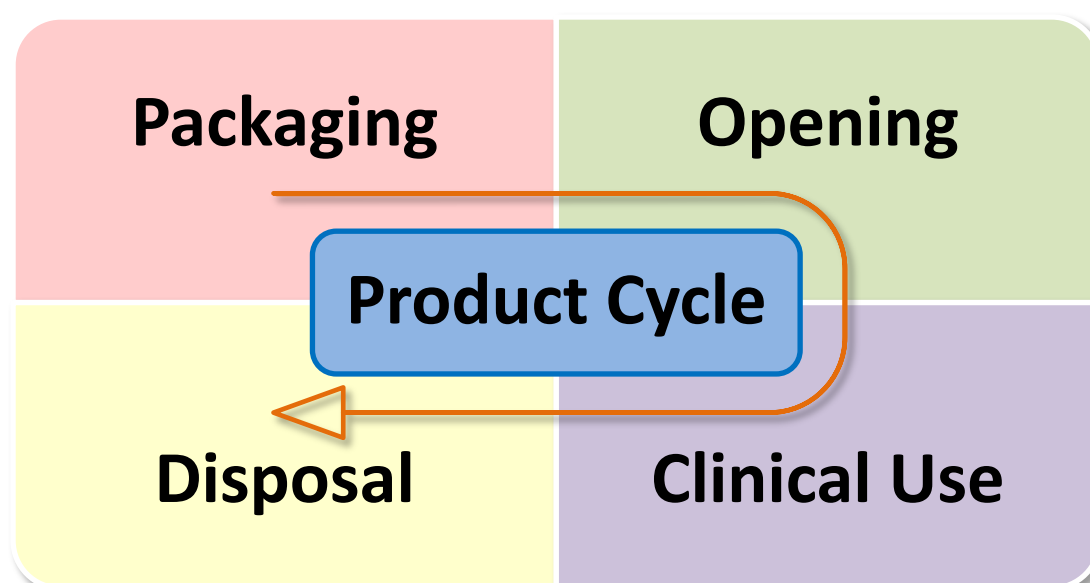 Packaging
Opening
Product Cycle
Disposal
Clinical Use